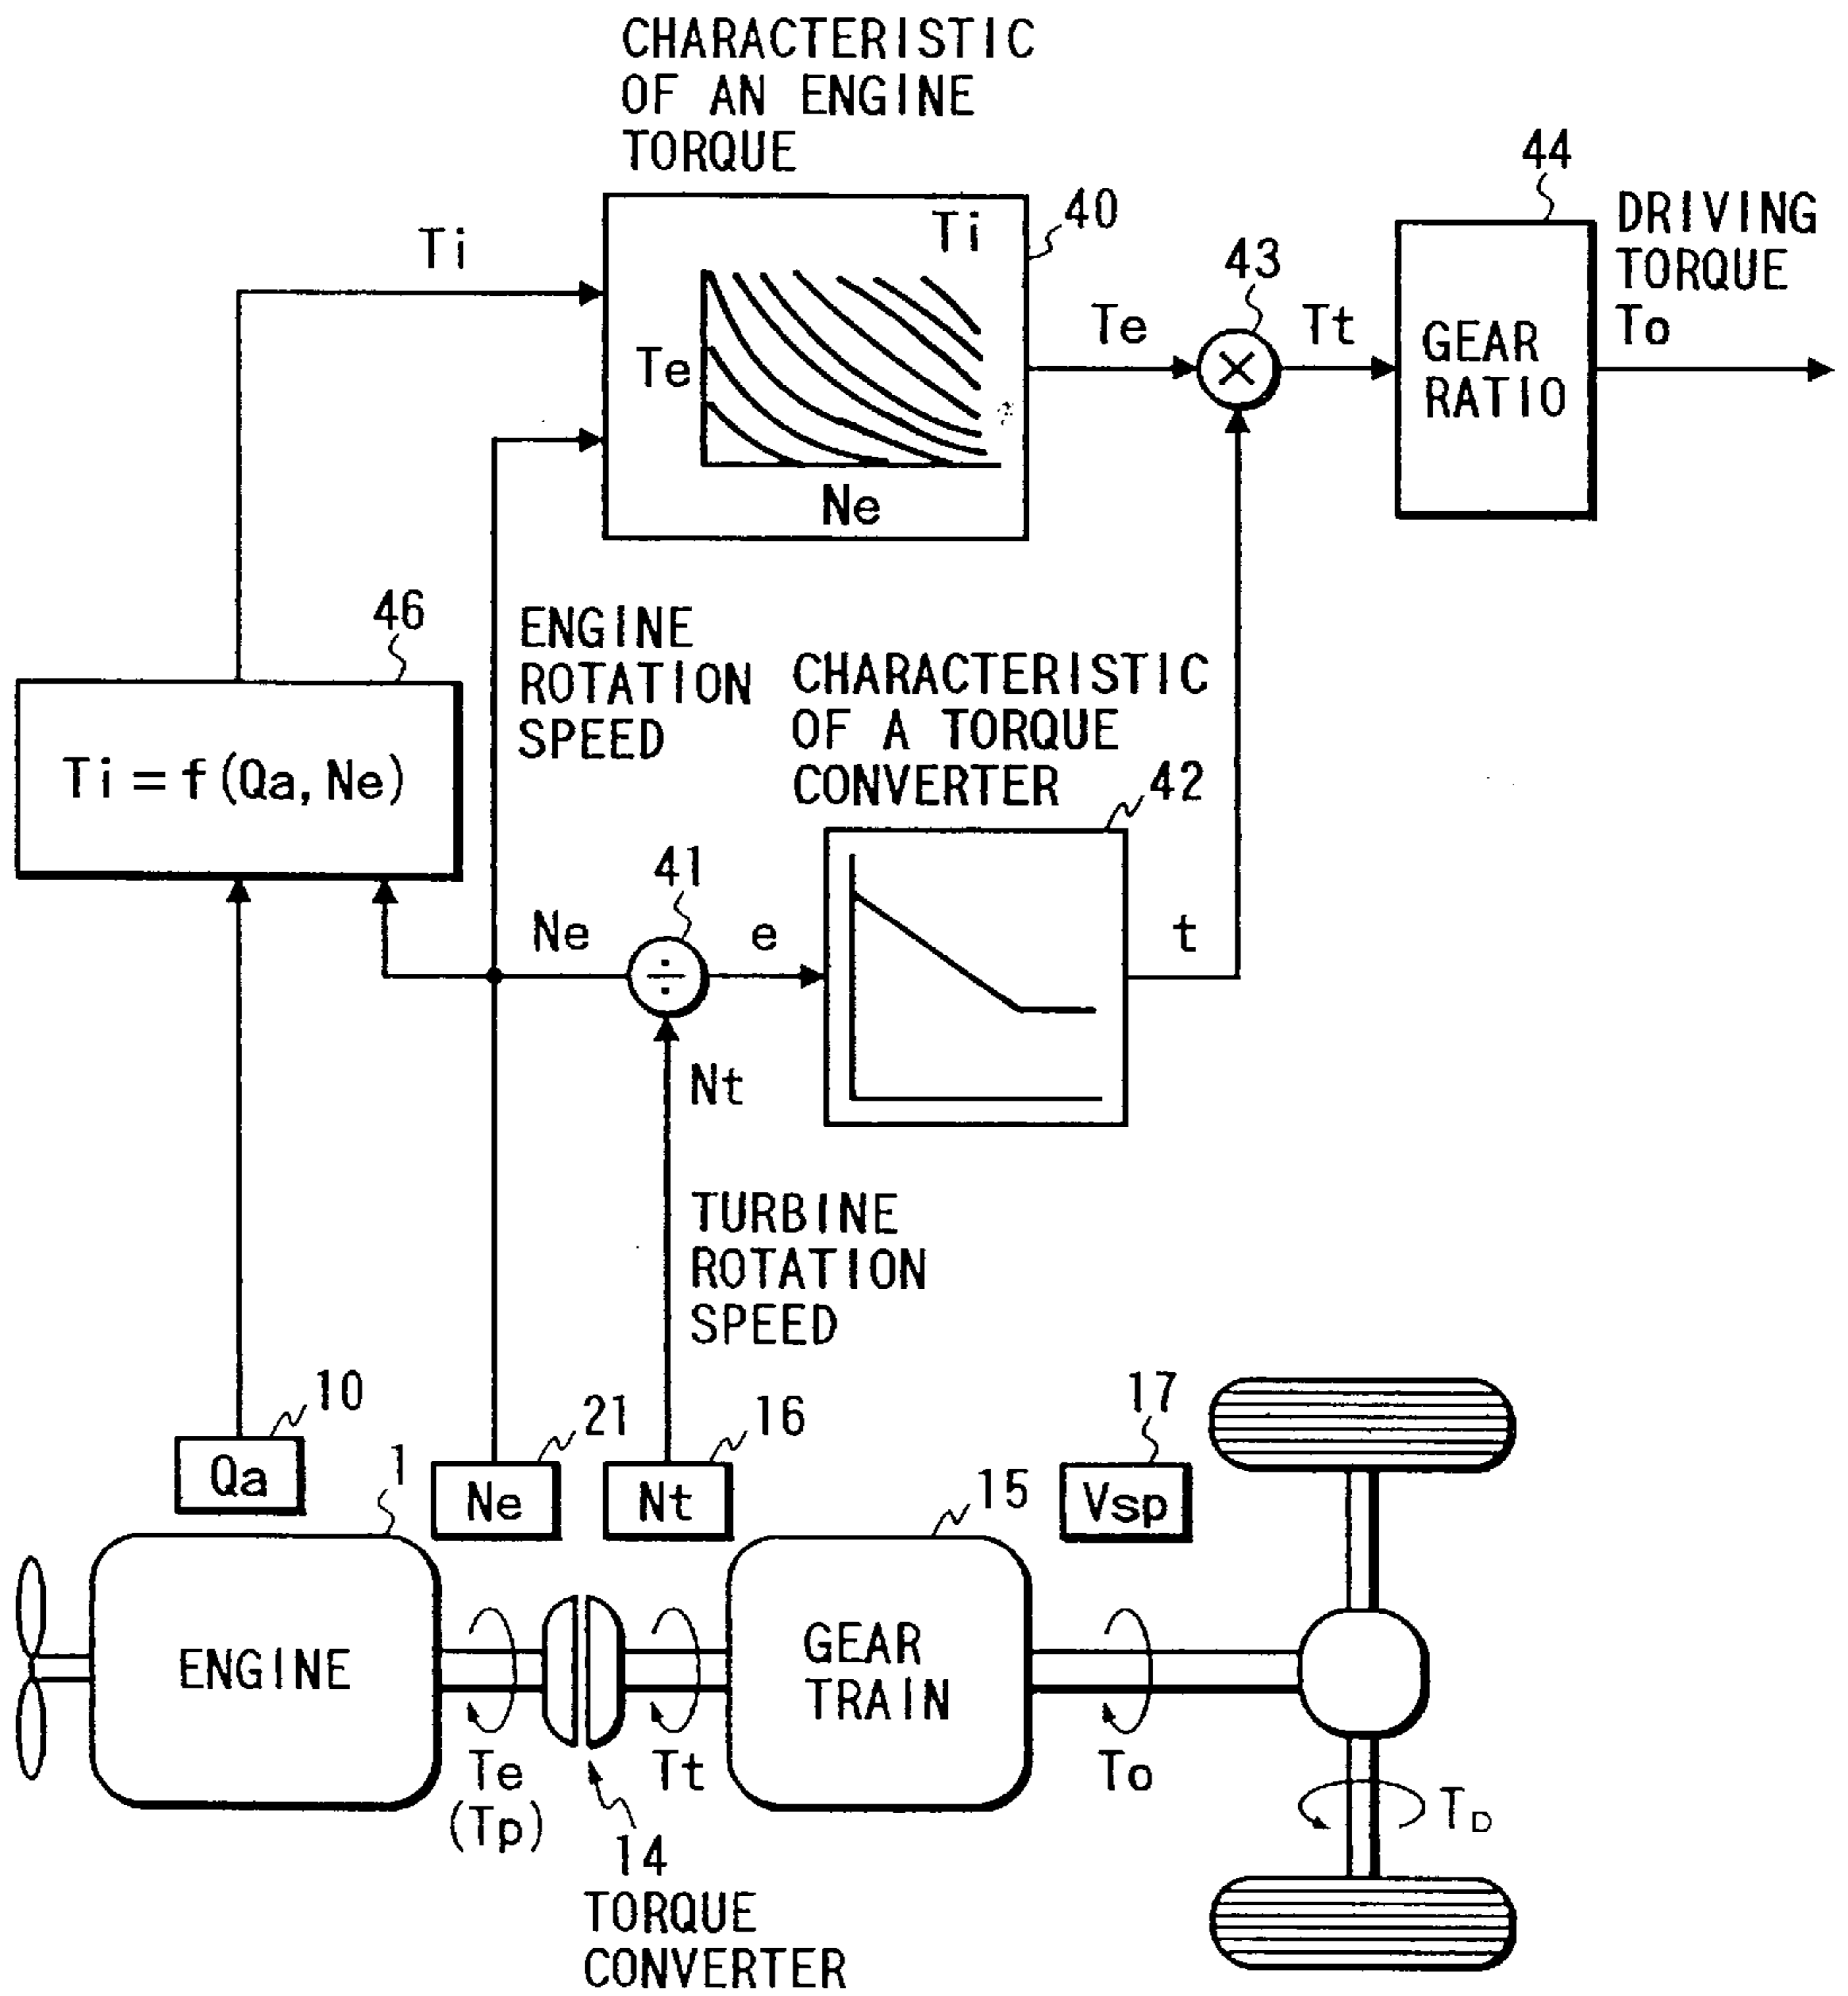 CHARACTERISTIC
OF AN ENGINE
TORQUE
44
40
DRIVING
TORQUE
To
Ti
Ti
43
Te
Te
Tt
GEAR
RATIO
Ne
46
ENGINE
ROTATION
SPEED
CHARACTERISTIC
OF A TORQUE
CONVERTER
Ti = f (Qa, Ne)
42
41
Ne
÷
e
t
Nt
TURBINE
ROTATION
SPEED
10
21
16
17
Qa
1
Ne
Nt
15
Vsp
ENGINE
GEAR
TRAIN
Te
(Tp)
Tt
To
TD
14
TORQUE
CONVERTER